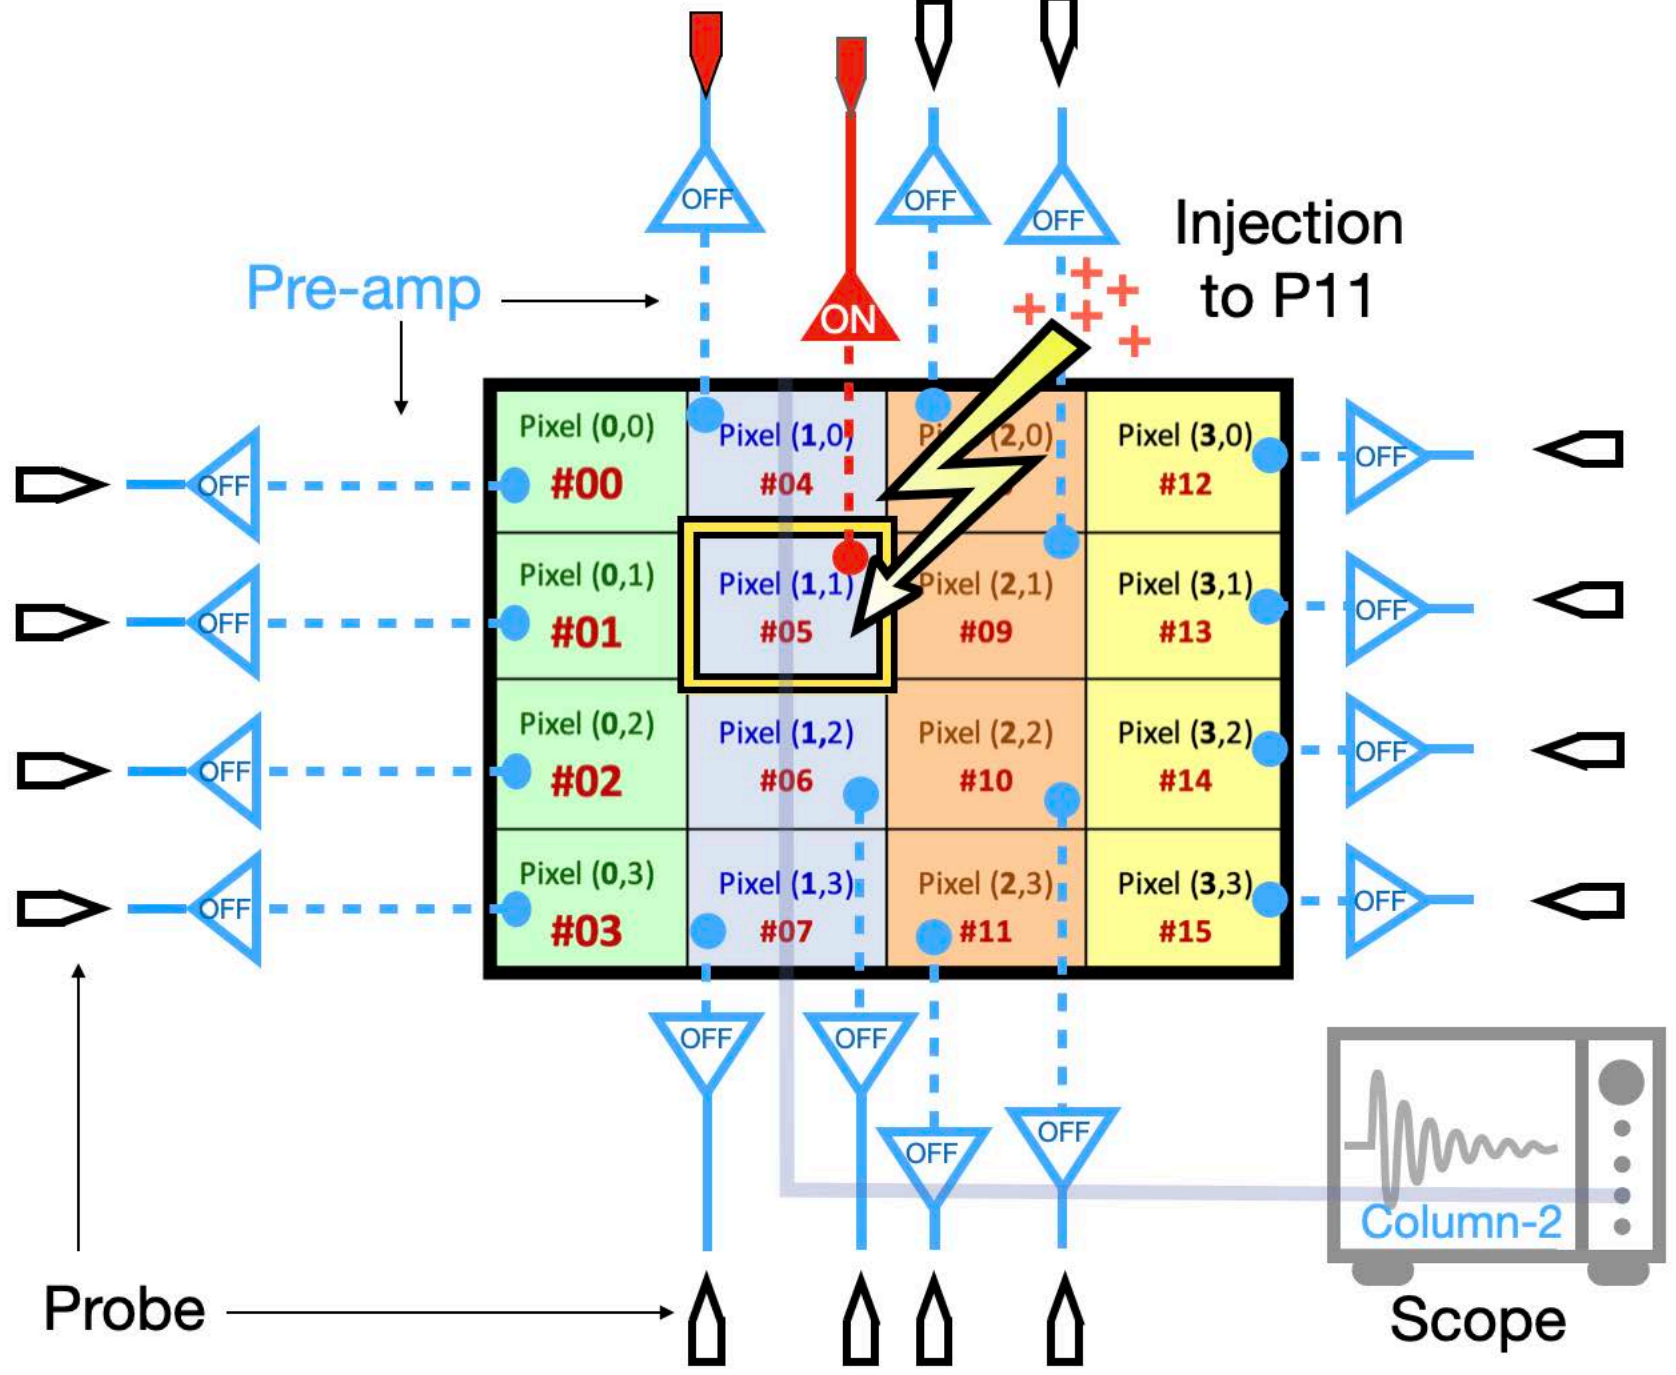 OFF
OFF
OFF
Injection
to P11
Pre-amp
ON
Pixel (0,0)
#00
Pixel (1,0)
#04
(2,0)
Pixel (3,0)
#12
OFF
OFF
Pixel (0,1)
#01
Pixel (1,1)
#05
Pixel (2,1)
#09
Pixel (3,1)
#13
OFF
OFF
Pixel (0,2)
#02
Pixel (1,2)
#06
Pixel (2,2)
#10
Pixel (3,2)
#14
OFF
OFF
Pixel (0,3)
#03
Pixel (1,3)
#07
Pixel (2,3)
#11
Pixel (3,3)
#15
OFF
OFF
OFF
OFF
OFF
OFF
Column-2
Probe
Scope